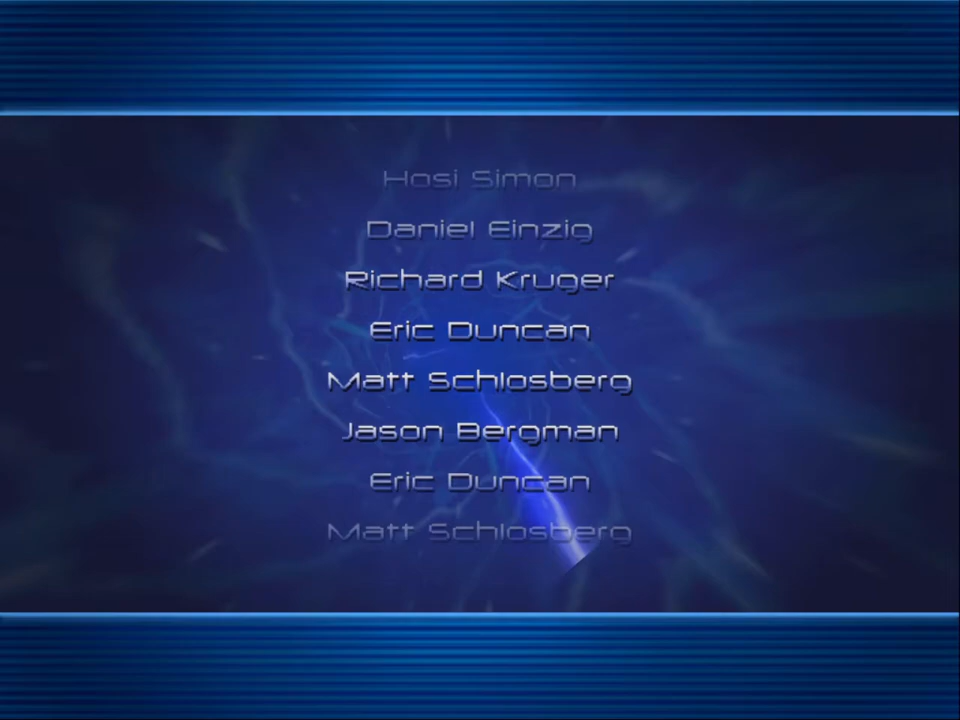 Hosi Simon
Daniel Einzig
Richard Kruger
Eric Duncan
Matt Schlosberg
Jason Bergman
Eric Duncan
Matt Schlosberg